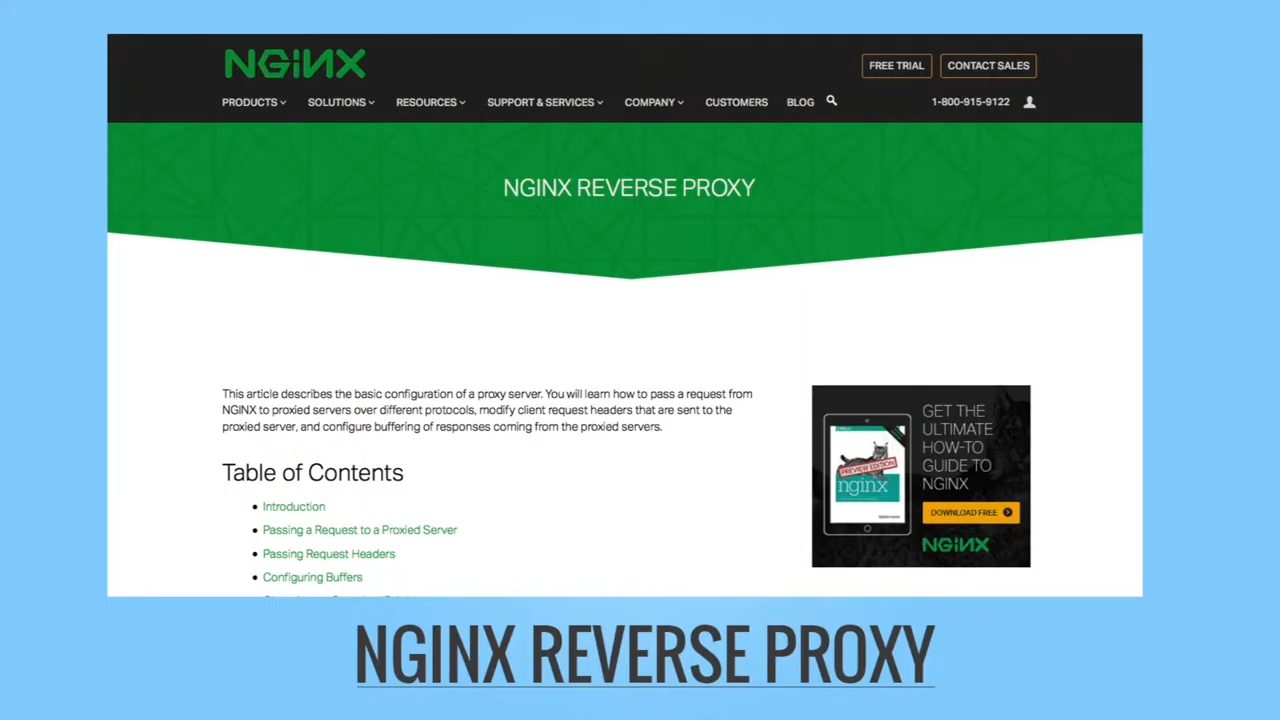 NGINX
FREE TRIAL
CONTACT SALES
PRODUCTS
SOLUTIONS
RESOURCES
SUPPORT & SERVICES
COMPANY
CUSTOMERS
BLOG
1-800-915-9122
NGINX REVERSE PROXY
This article describes the basic configuration of a proxy server. You will learn how to pass a request from
NGINX to proxied servers over different protocols, modify client request headers that are sent to the
proxied server, and configure buffering of responses coming from the proxied servers.
Table of Contents
Introduction
Passing a Request to a Proxied Server
Passing Request Headers
Configuring Buffers
GET THE
ULTIMATE
HOW-TO
GUIDE TO
NGINX
DOWNLOAD FREE
NGINX
PREVIEW EDITION
nginx
NGINX REVERSE PROXY